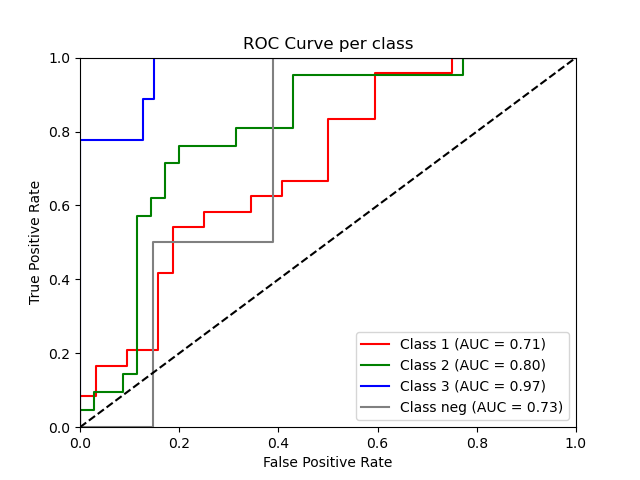 ROC Curve per class
1.0
0.8
0.6
0.4
0.2
0.0
True Positive Rate
0.0 0.2 0.4 0.6 0.8 1.0
False Positive Rate
Class 1 (AUC = 0.71)
Class 2 (AUC = 0.80)
Class 3 (AUC = 0.97)
Class neg (AUC = 0.73)